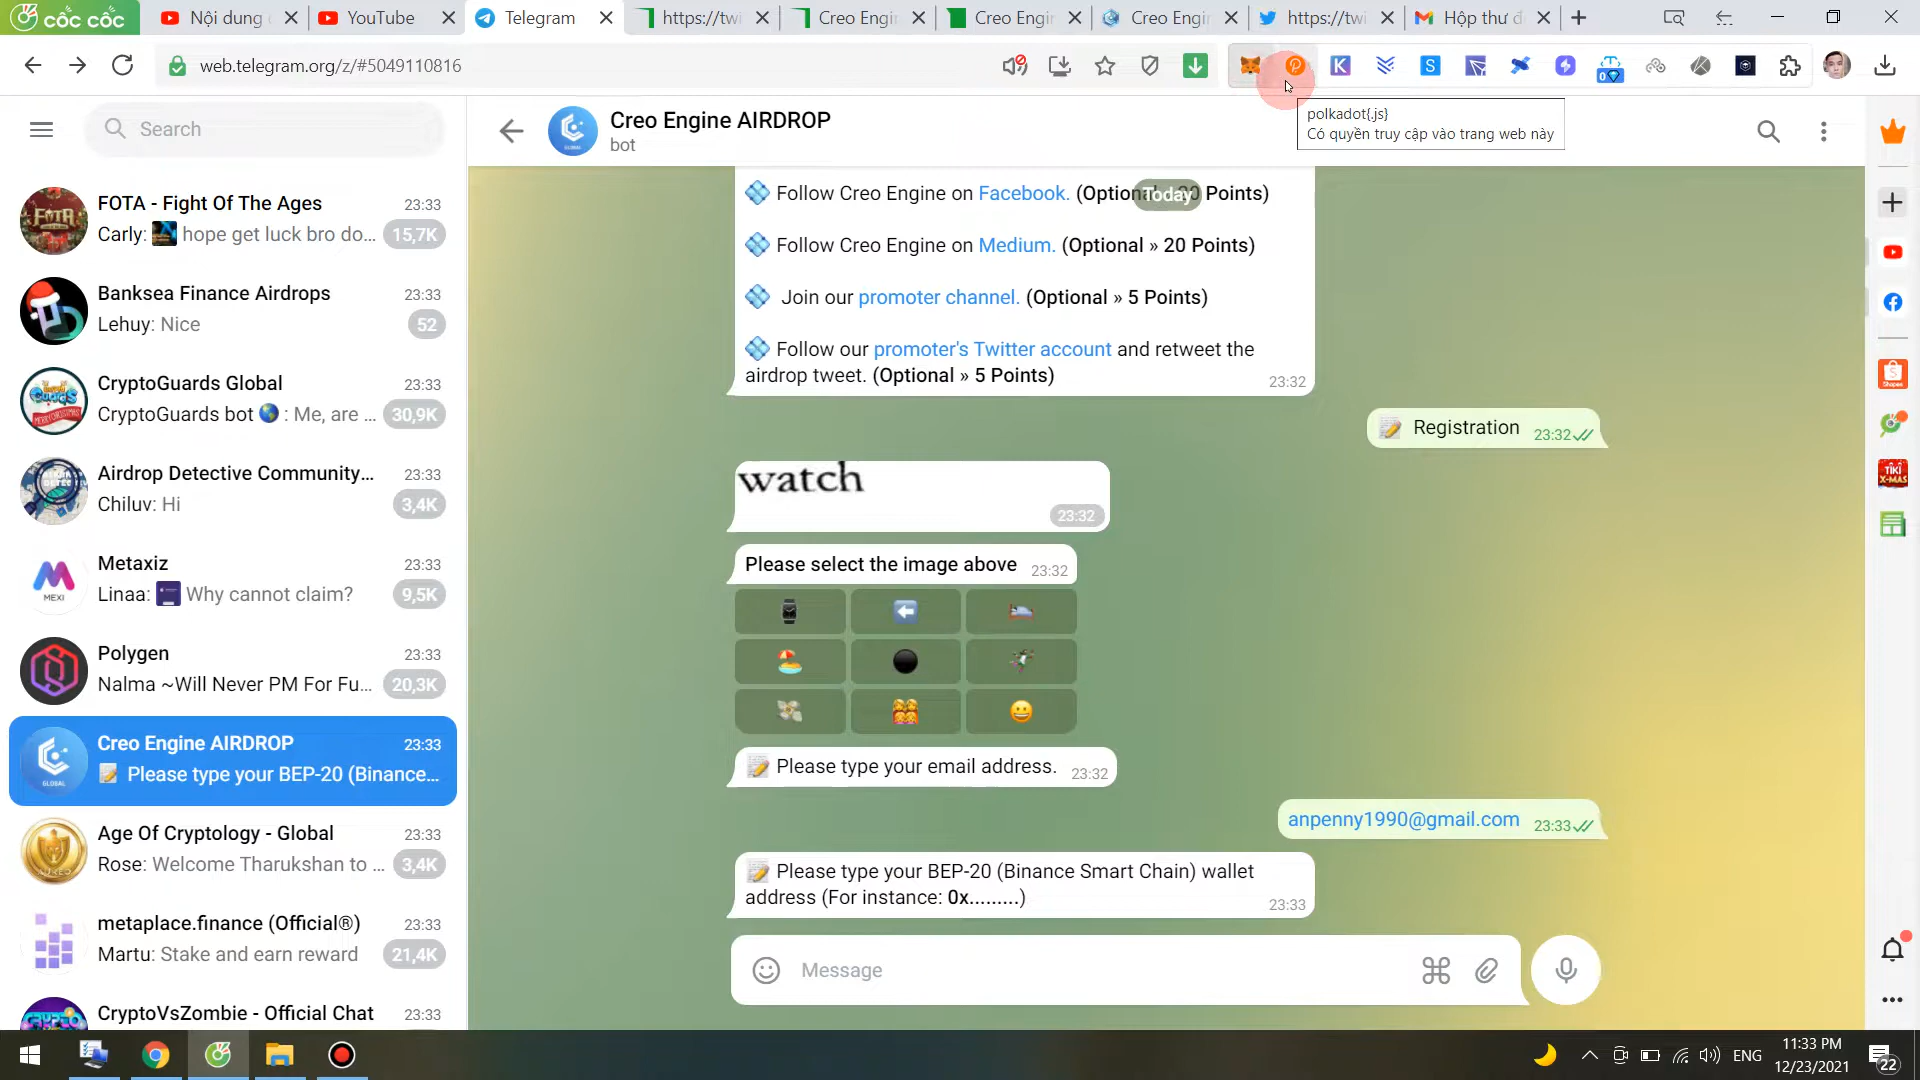 cốc cốc
Nội dung
YouTube
Telegram
https://twi
Creo Engi
Creo Engi
Creo Engi
https://twi
Hộp thư đ
web.telegram.org/z/#5049110816
polkadot{.js}
Có quyền truy cập vào trang web này
Search
FOTA - Fight Of The Ages 23:33
Carly: hope get luck bro do... 15,7K
Banksea Finance Airdrops 23:33
Lehuy: Nice 52
CryptoGuards Global 23:33
CryptoGuards bot : Me, are ... 30,9K
Airdrop Detective Community... 23:33
Chiluv: Hi 3,4K
Metaxiz 23:33
Linaa: Why cannot claim? 9,5K
MEXI
Polygen 23:33
Nalma ~Will Never PM For Fu... 20,3K
Creo Engine AIRDROP 23:33
Please type your BEP-20 (Binance...
GLOBAL
Age Of Cryptology - Global 23:33
Rose: Welcome Tharukshan to ... 3,4K
metaplace.finance (Official®) 23:33
Martu: Stake and earn reward 21,4K
CryptoVsZombie - Official Chat 23:33
Creo Engine AIRDROP
bot
Today
Follow Creo Engine on Facebook. (Optional Points)
Follow Creo Engine on Medium. (Optional » 20 Points)
Join our promoter channel. (Optional » 5 Points)
Follow our promoter's Twitter account and retweet the
airdrop tweet. (Optional » 5 Points) 23:32
Registration 23:32
watch
23:32
Please select the image above 23:32
Please type your email address. 23:32
anpenny1990@gmail.com 23:33
Please type your BEP-20 (Binance Smart Chain) wallet
address (For instance: 0x.........) 23:33
Message
ENG
11:33 PM
12/23/2021
22